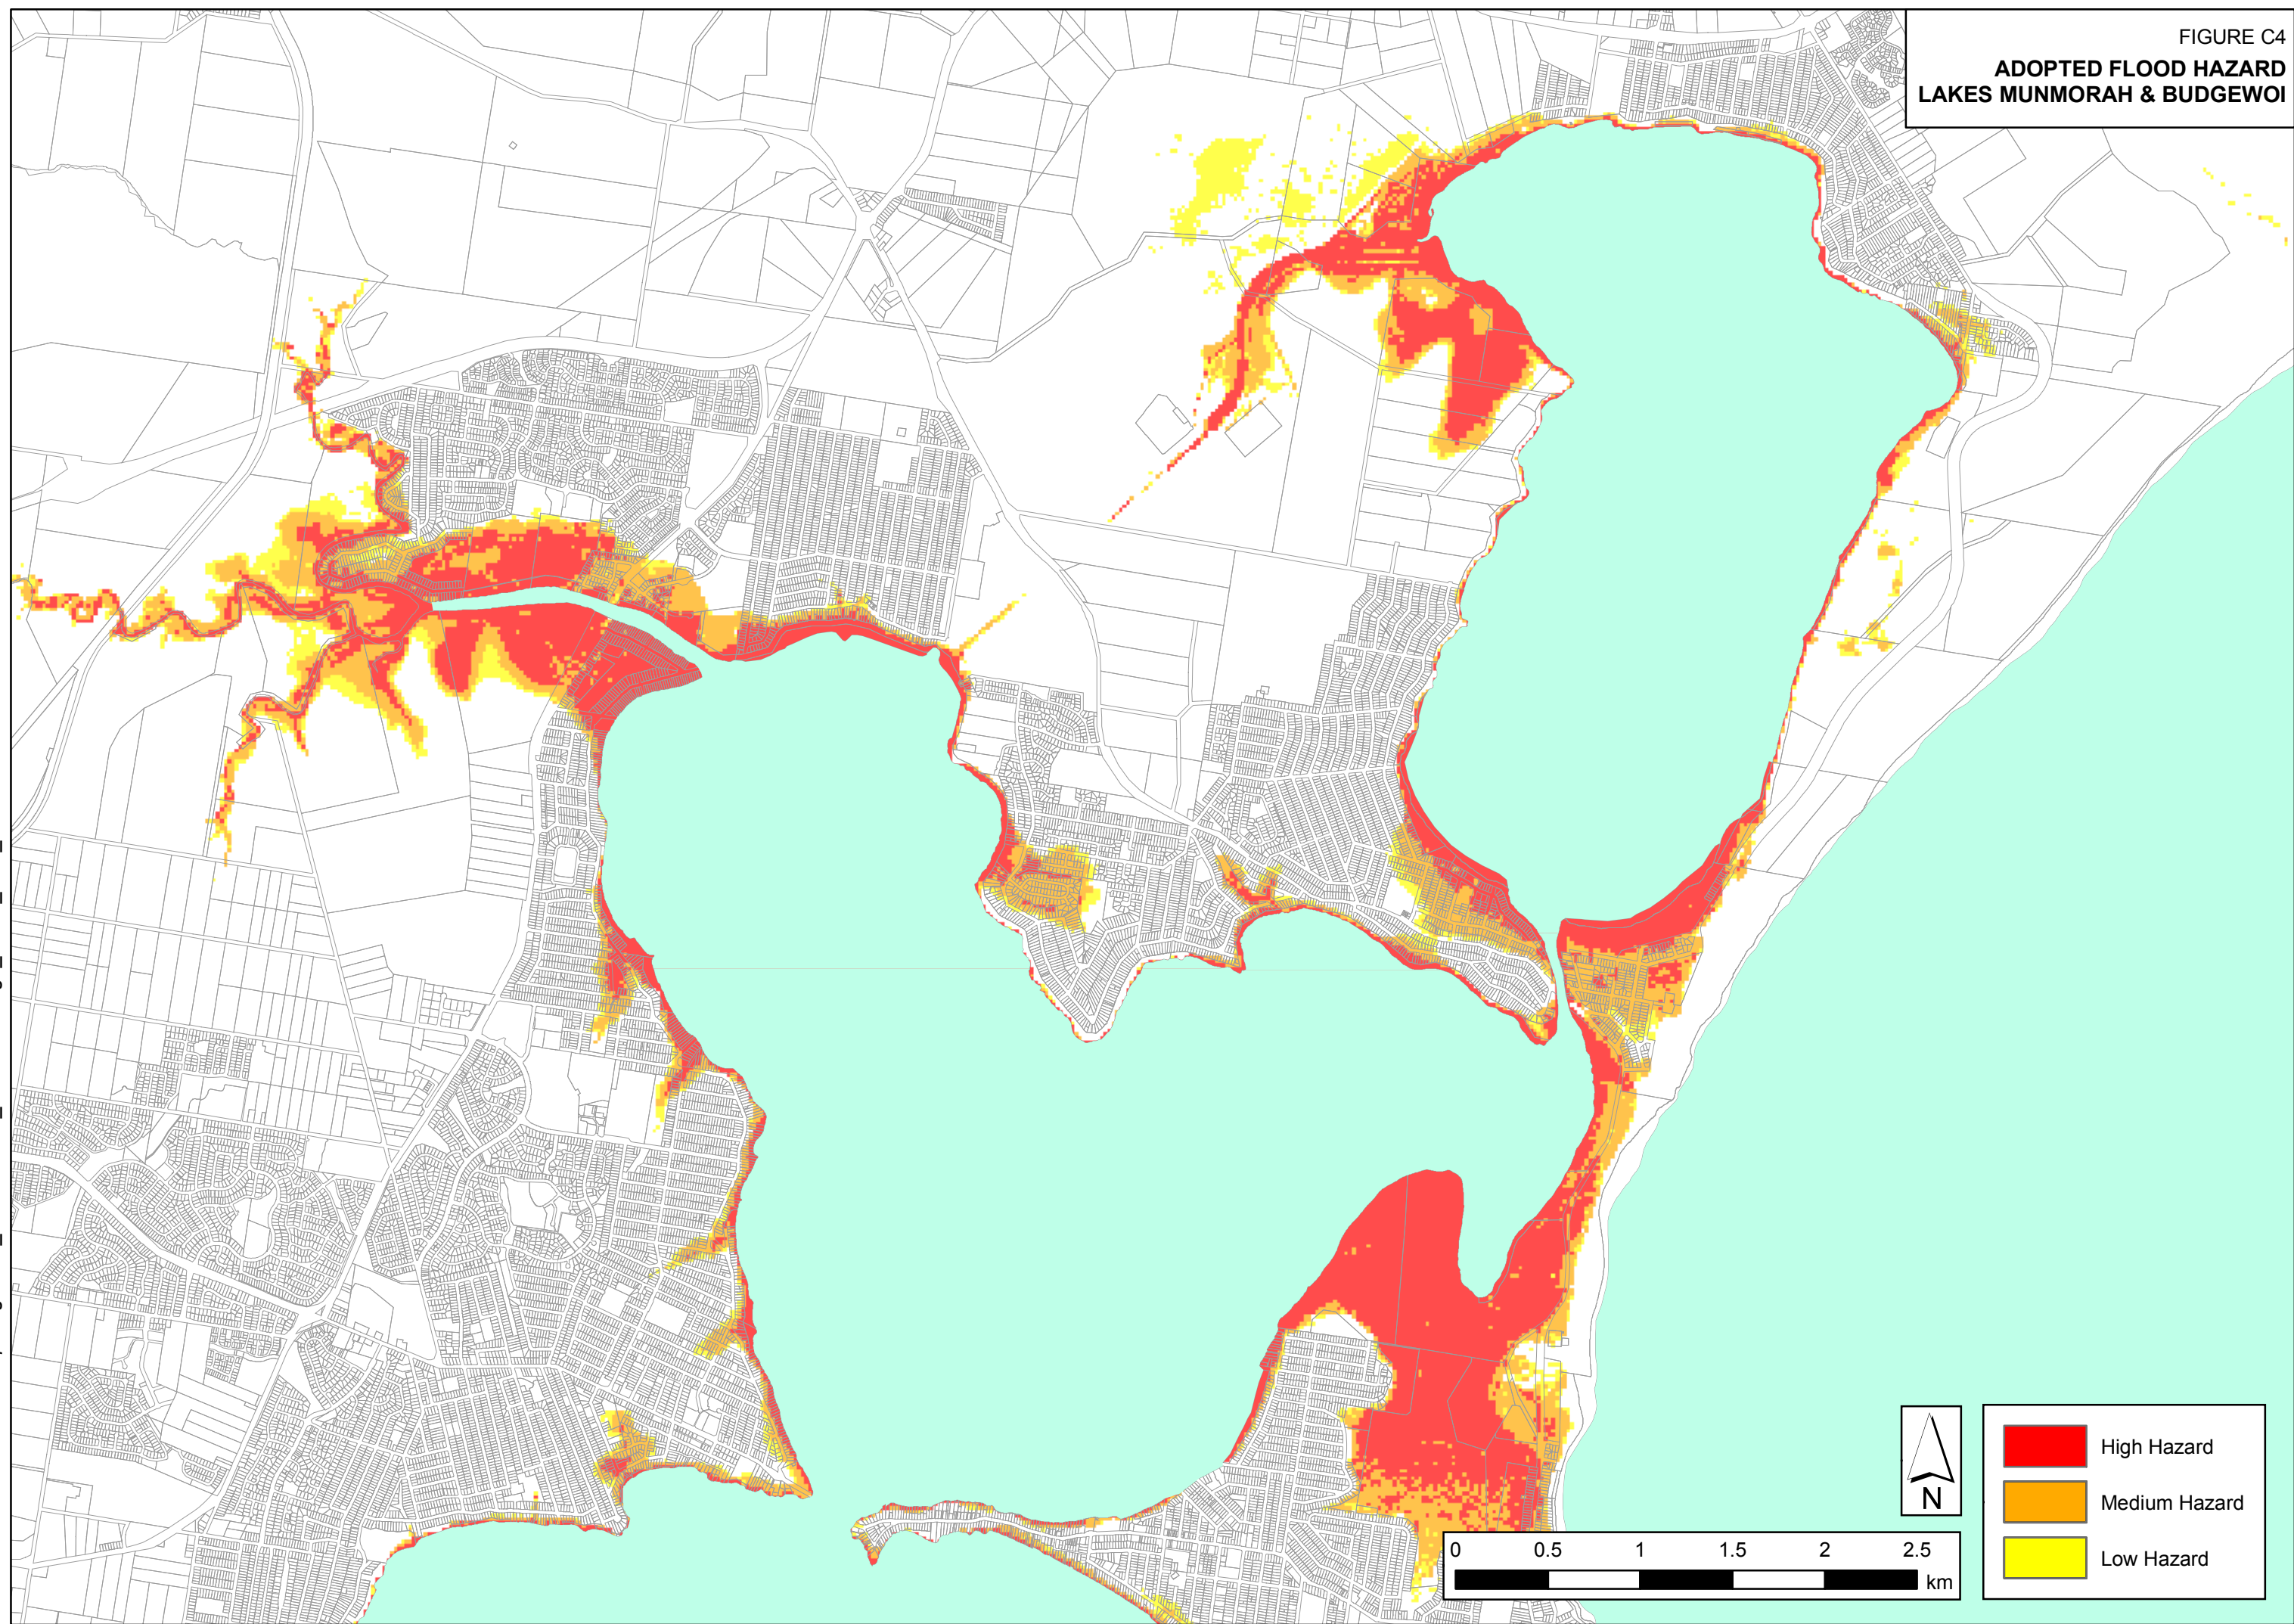 FIGURE C4
ADOPTED FLOOD HAZARD
LAKES MUNMORAH & BUDGEWOI
N
High Hazard
Medium Hazard
Low Hazard
0 0.5 1 1.5 2 2.5
km